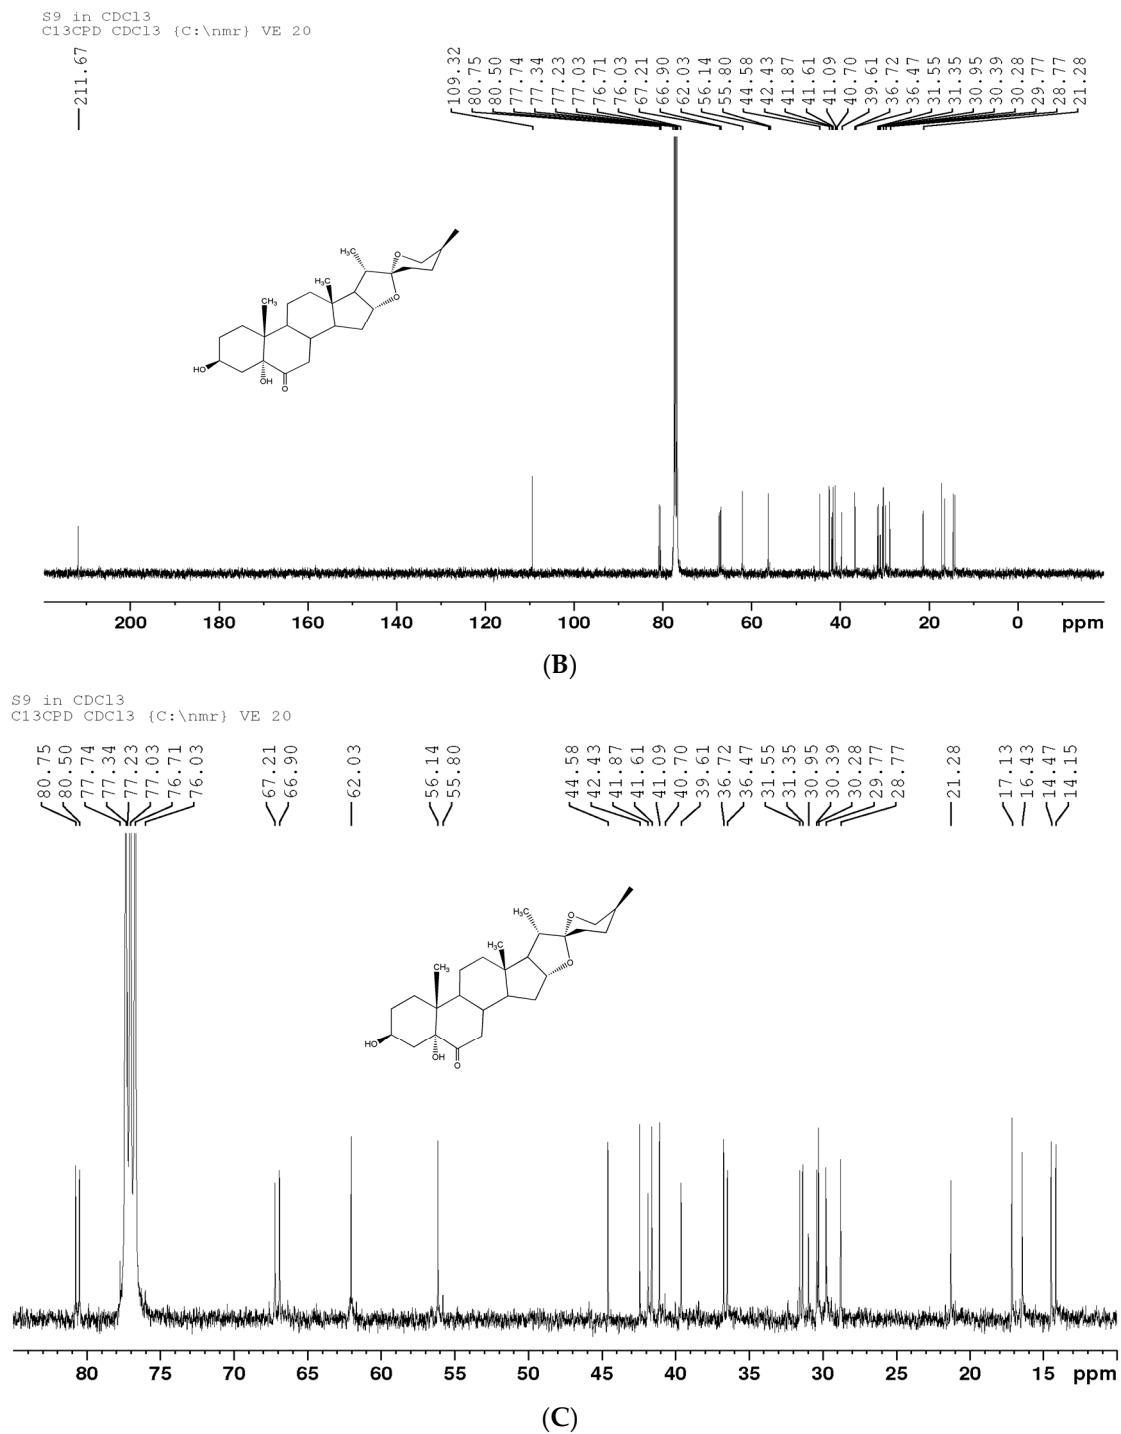 S9 in CDCl3
C13CPD CDCl3 {C:\nmr} VE 20
211.67
109.32
80.75
80.50
77.74
77.34
77.23
77.03
76.71
76.03
67.21
66.90
62.03
56.14
55.80
44.58
42.43
41.87
41.61
41.09
40.70
39.61
36.72
36.47
31.55
31.35
30.95
30.39
30.28
29.77
28.77
21.28
H₃C
O
H₃C
CH₃
O
HO
OH
O
200 180 160 140 120 100 80 60 40 20 0 ppm
(B)
S9 in CDCl3
C13CPD CDCl3 {C:\nmr} VE 20
80.75
80.50
77.74
77.34
77.23
77.03
76.71
76.03
67.21
66.90
62.03
56.14
55.80
44.58
42.43
41.87
41.61
41.09
40.70
39.61
36.72
36.47
31.55
31.35
30.95
30.39
30.28
29.77
28.77
21.28
17.13
16.43
14.47
14.15
H₃C
O
H₃C
CH₃
O
HO
OH
O
80 75 70 65 60 55 50 45 40 35 30 25 20 15 ppm
(C)